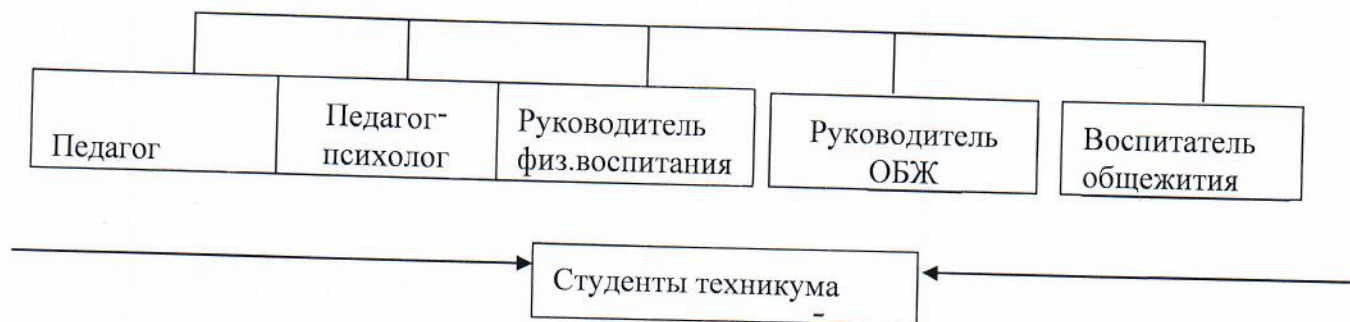 Педагог
Педагог-
психолог
Руководитель
физ.воспитания
Руководитель
ОБЖ
Воспитатель
общежития
Студенты техникума